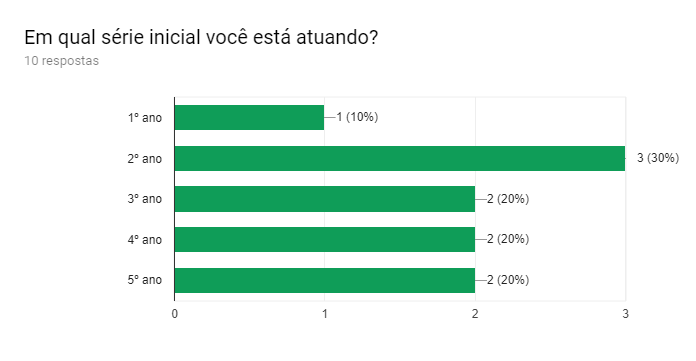 Em qual série inicial você está atuando?
10 respostas
1º ano
1 (10%)
2º ano
3 (30%)
3º ano
2 (20%)
4º ano
2 (20%)
5º ano
2 (20%)
0
1
2
3